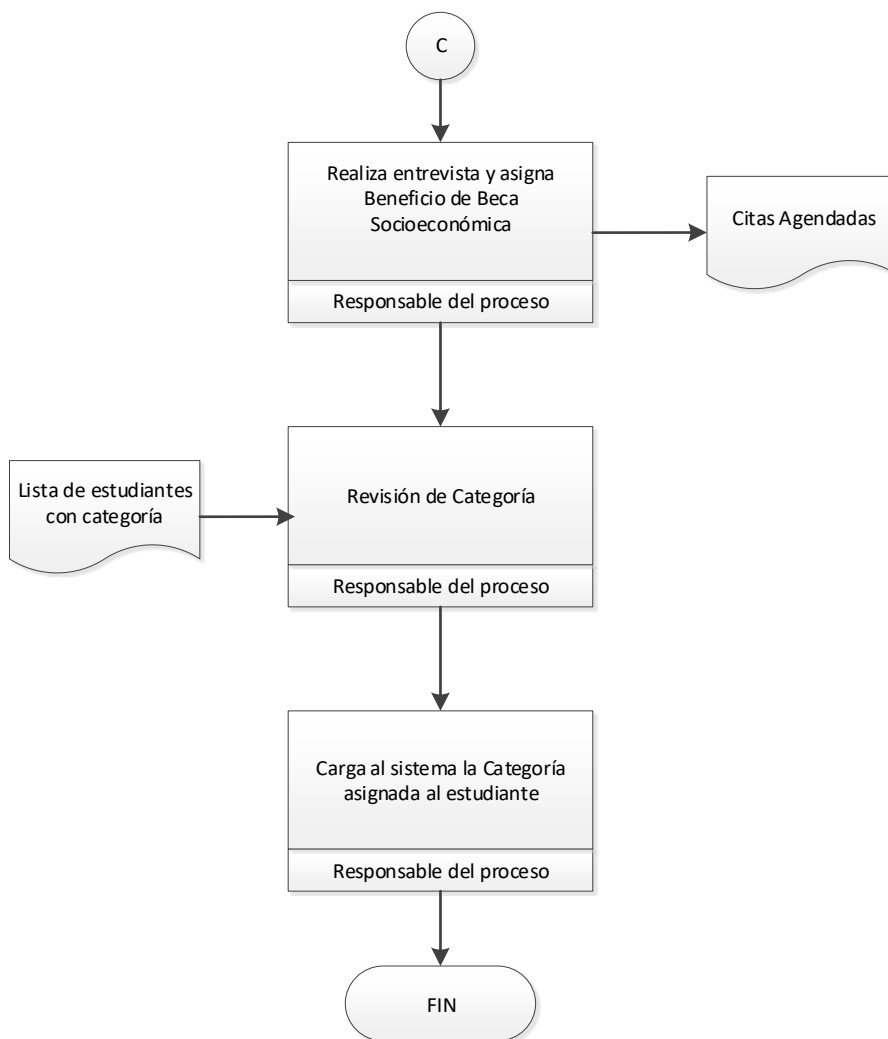 C
Realiza entrevista y asigna
Beneficio de Beca
Socioeconómica
Responsable del proceso
Citas Agendadas
Lista de estudiantes
con categoría
Revisión de Categoría
Responsable del proceso
Carga al sistema la Categoría
asignada al estudiante
Responsable del proceso
FIN